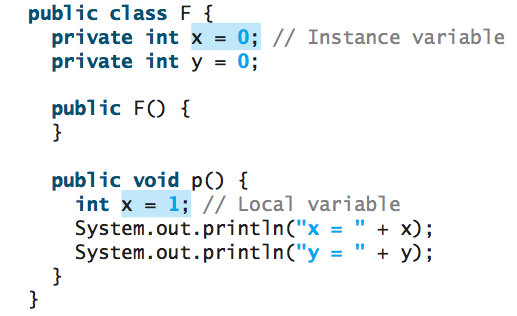 public class F {
  private int x = 0; // Instance variable
  private int y = 0;

  public F() {
  }

  public void p() {
    int x = 1; // Local variable
    System.out.println("x = " + x);
    System.out.println("y = " + y);
  }
}